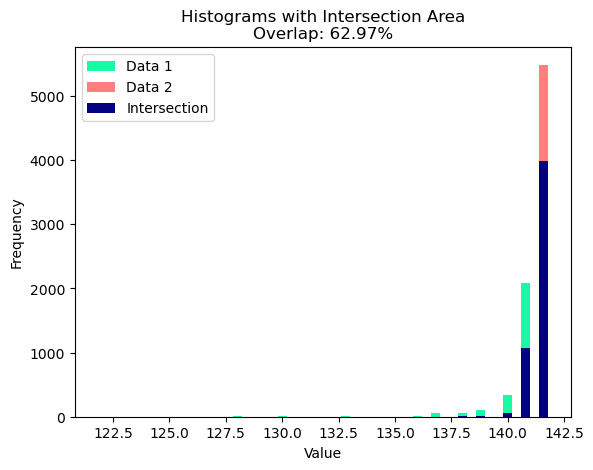 Histograms with Intersection Area
Overlap: 62.97%
Data 1
Data 2
Intersection
5000
4000
3000
2000
1000
0
Frequency
122.5 125.0 127.5 130.0 132.5 135.0 137.5 140.0 142.5
Value